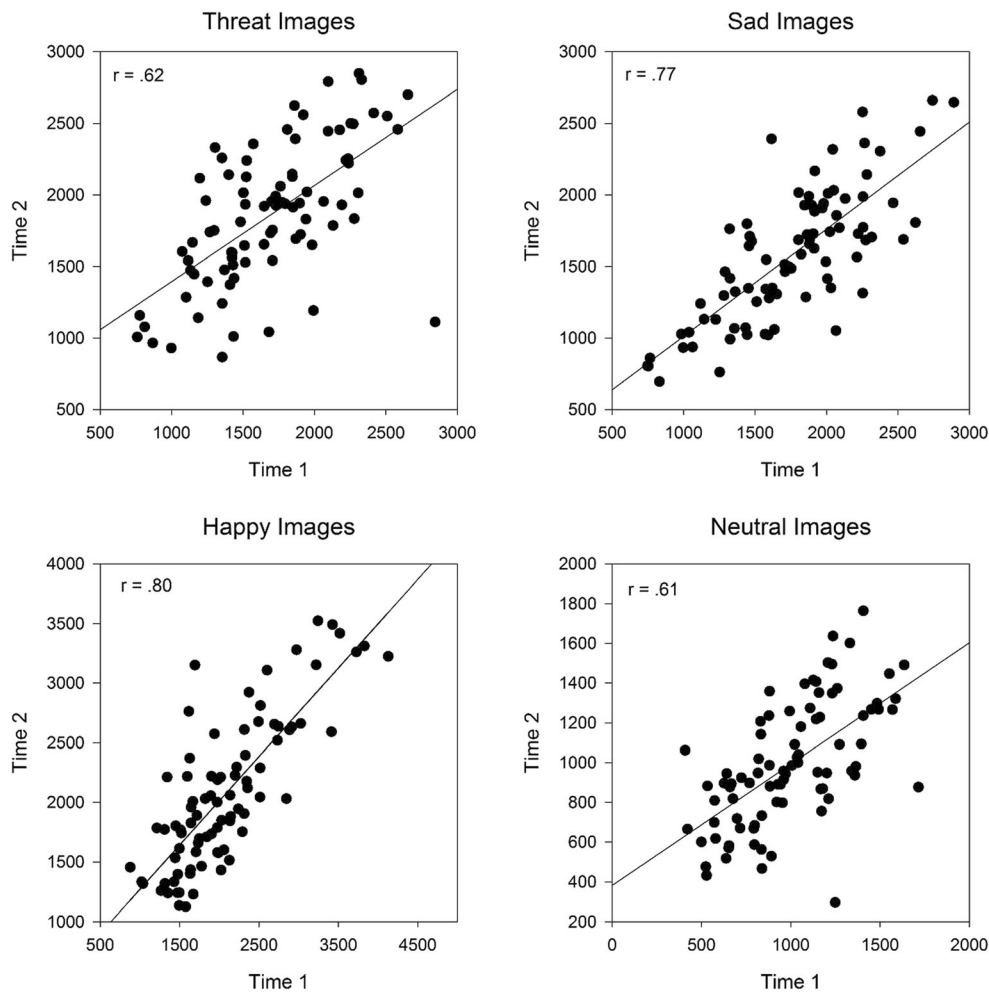 Threat Images
r = .62
3000
2500
2000
1500
1000
500
Time 2
500 1000 1500 2000 2500 3000
Time 1
Sad Images
r = .77
3000
2500
2000
1500
1000
500
Time 2
500 1000 1500 2000 2500 3000
Time 1
Happy Images
r = .80
4000
3500
3000
2500
2000
1500
1000
Time 2
500 1500 2500 3500 4500
Time 1
Neutral Images
r = .61
2000
1800
1600
1400
1200
1000
800
600
400
200
Time 2
0 500 1000 1500 2000
Time 1